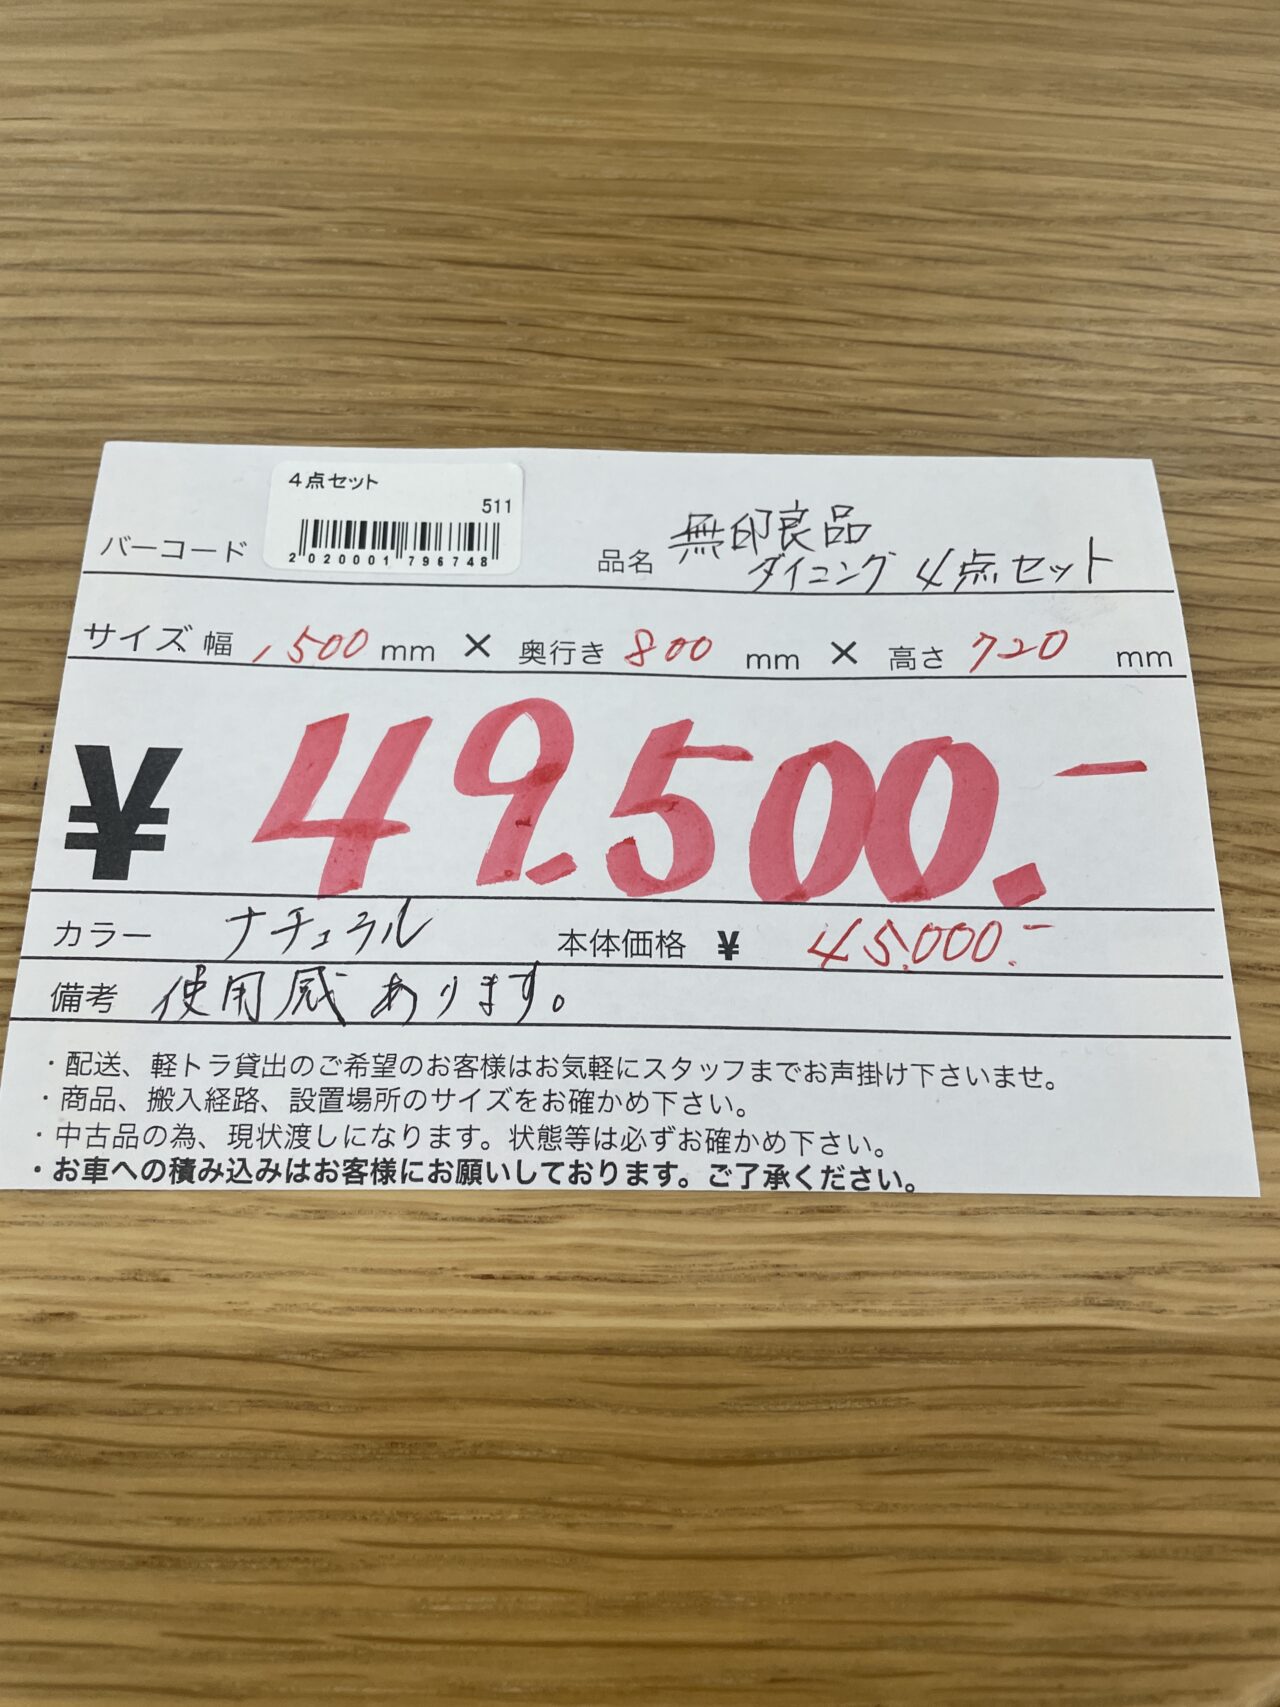 4点セット
511
バーコード 2020001796748
品名 無印良品
ダイニング 4点セット
サイズ 幅 1,500 mm × 奥行き 800 mm × 高さ 720 mm
¥ 49.500.-
カラー ナチュラル 本体価格 ¥ 45.000.-
備考 使用感あります。
・配送、軽トラ貸出のご希望のお客様はお気軽にスタッフまでお声掛け下さいませ。
・商品、搬入経路、設置場所のサイズをお確かめ下さい。
・中古品の為、現状渡しになります。状態等は必ずお確かめ下さい。
・お車への積み込みはお客様にお願いしております。ご了承ください。